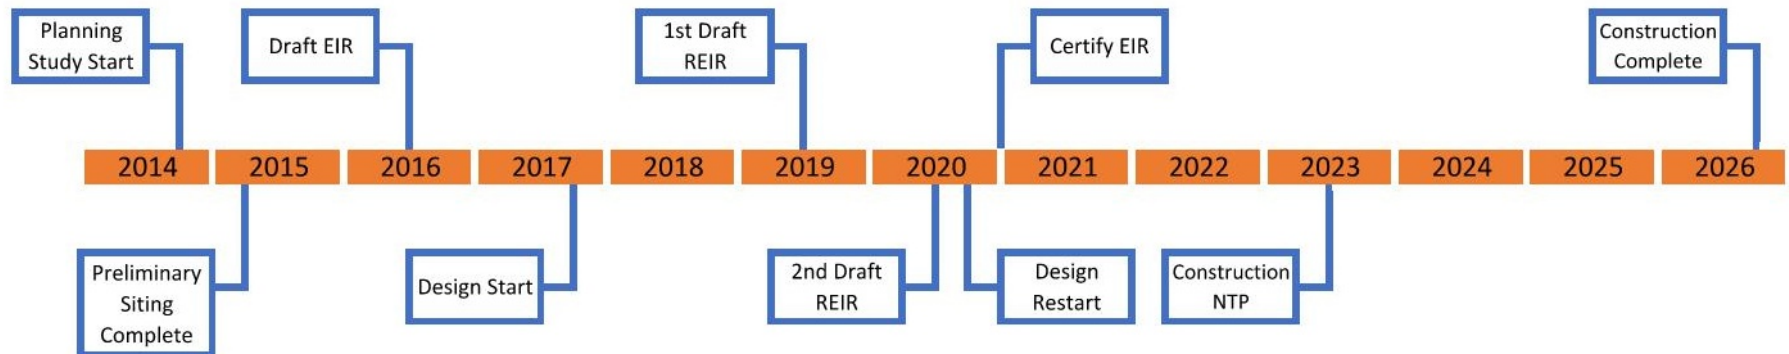 Planning
Study Start
Draft EIR
1st Draft
REIR
Certify EIR
Construction
Complete
2014 2015 2016 2017 2018 2019 2020 2021 2022 2023 2024 2025 2026
Preliminary
Siting
Complete
Design Start
2nd Draft
REIR
Design
Restart
Construction
NTP